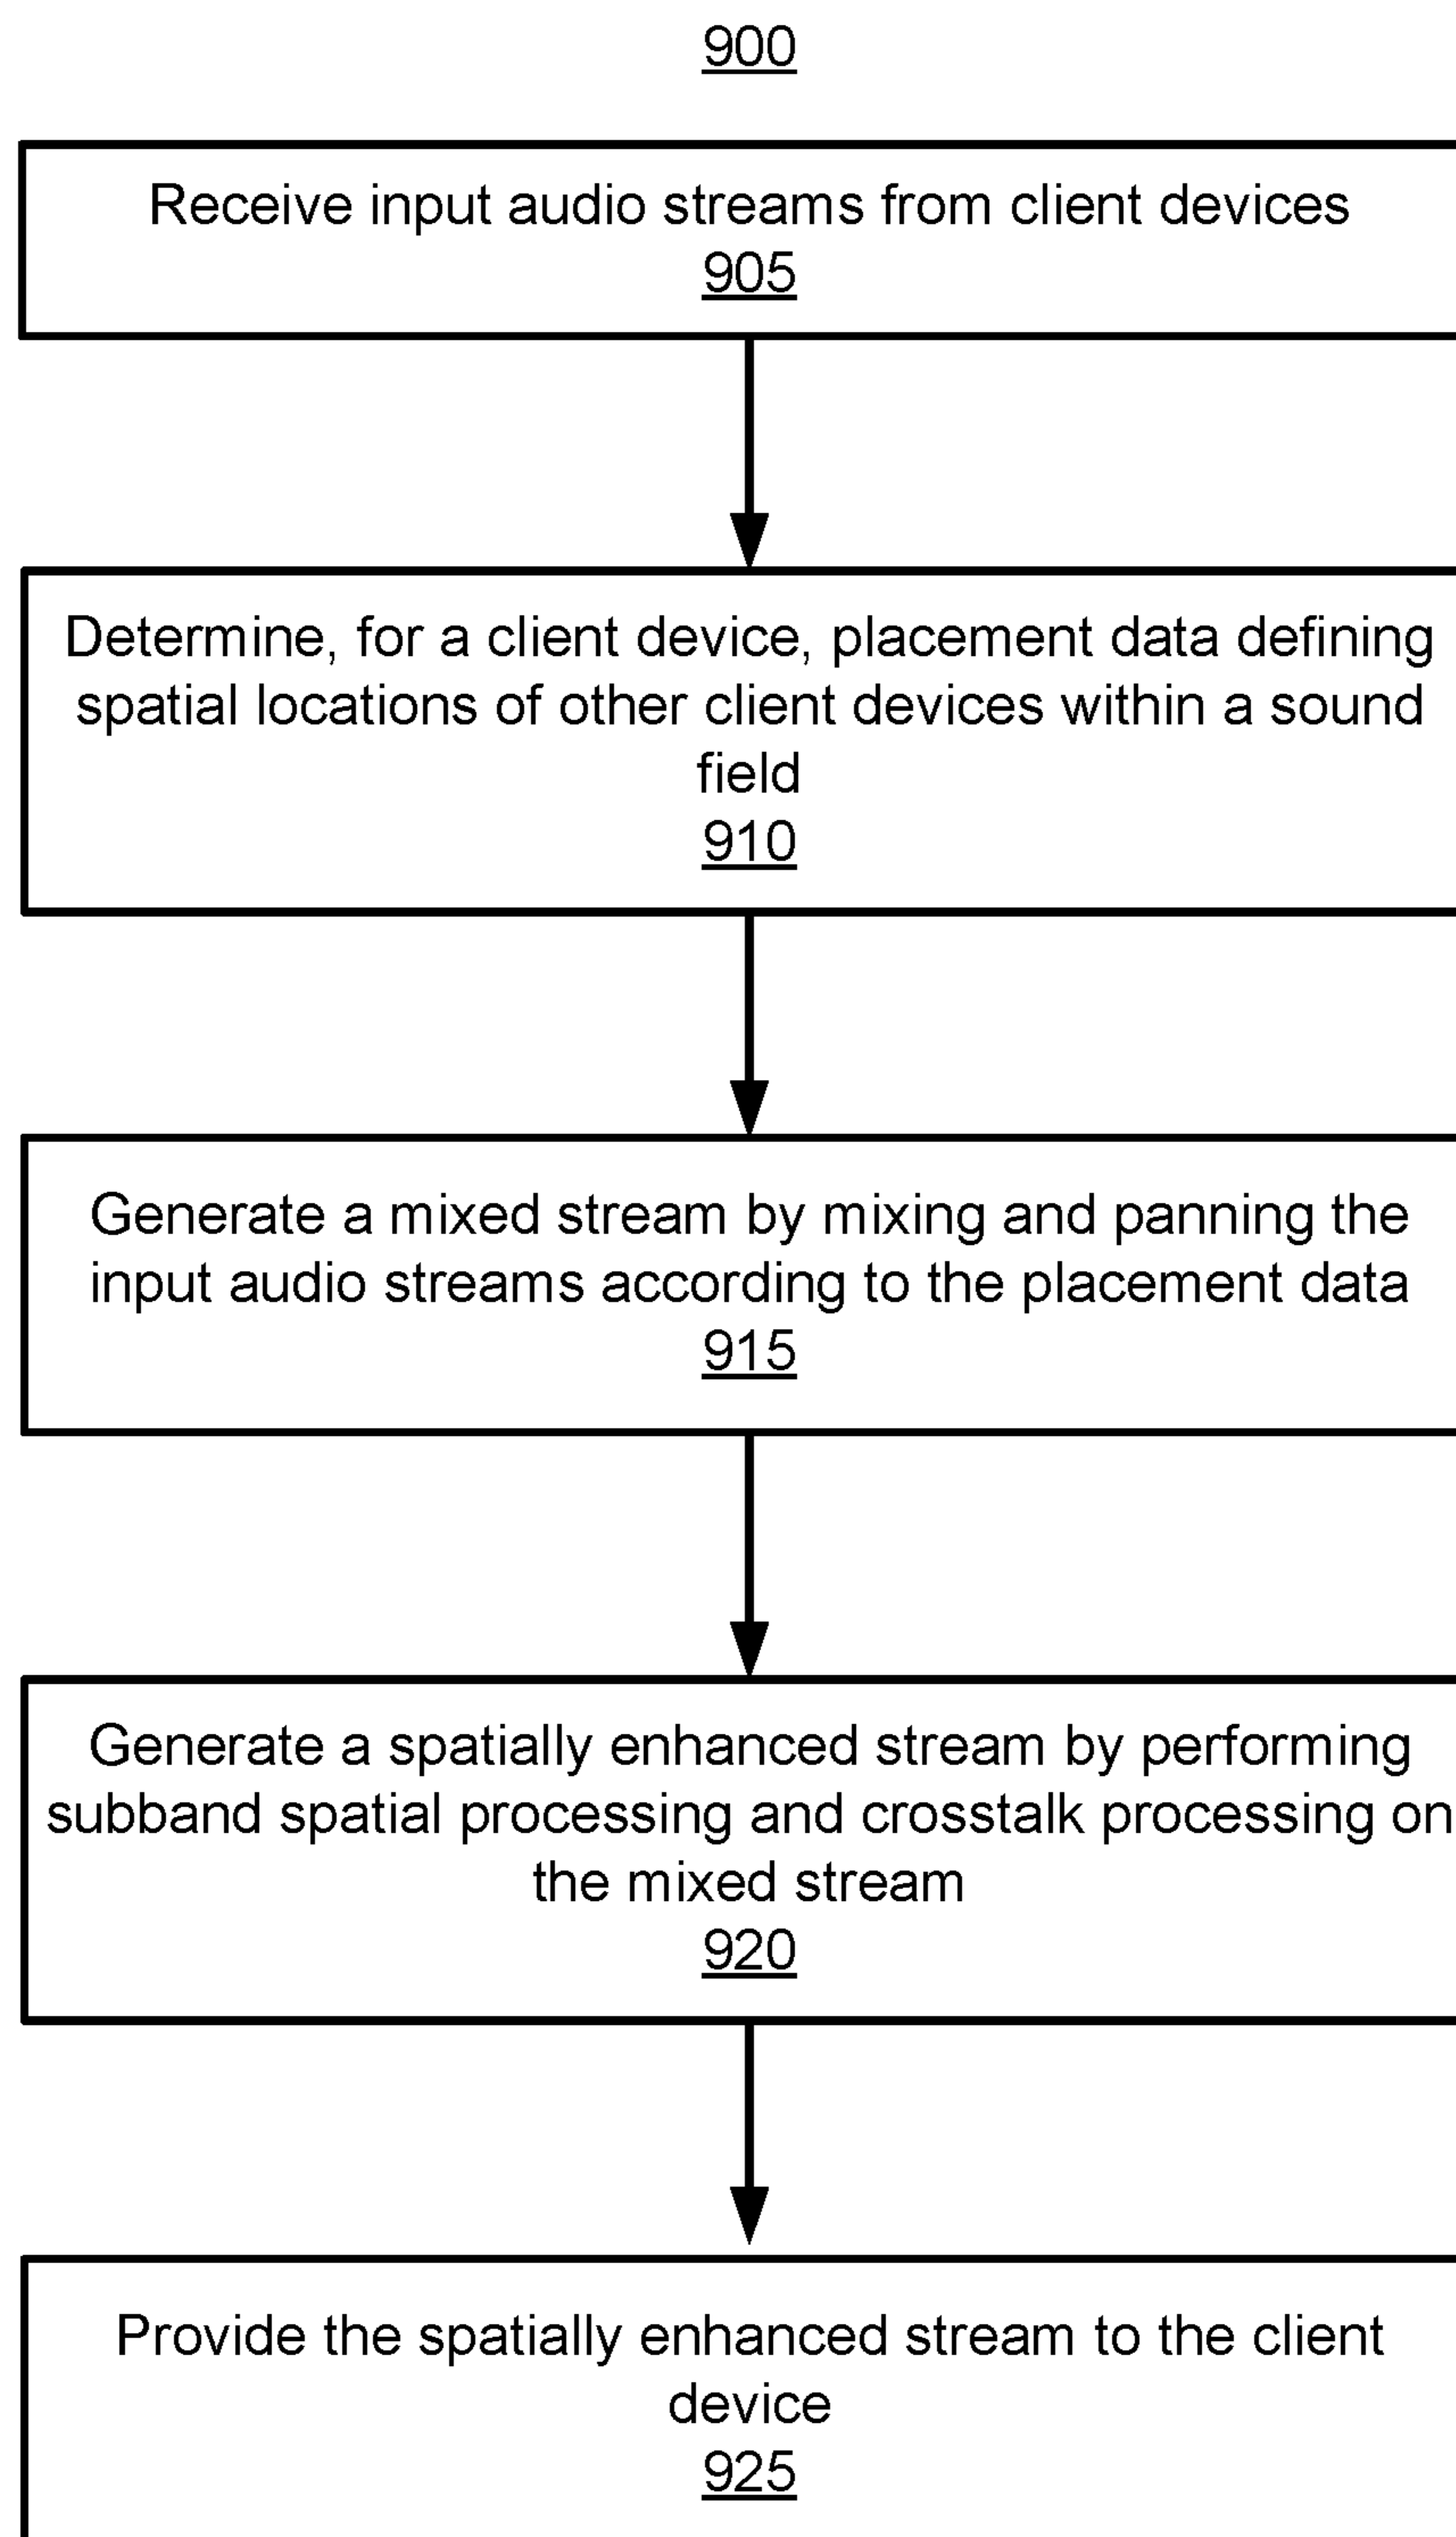 900
Receive input audio streams from client devices
905
Determine, for a client device, placement data defining
spatial locations of other client devices within a sound
field
910
Generate a mixed stream by mixing and panning the
input audio streams according to the placement data
915
Generate a spatially enhanced stream by performing
subband spatial processing and crosstalk processing on
the mixed stream
920
Provide the spatially enhanced stream to the client
device
925